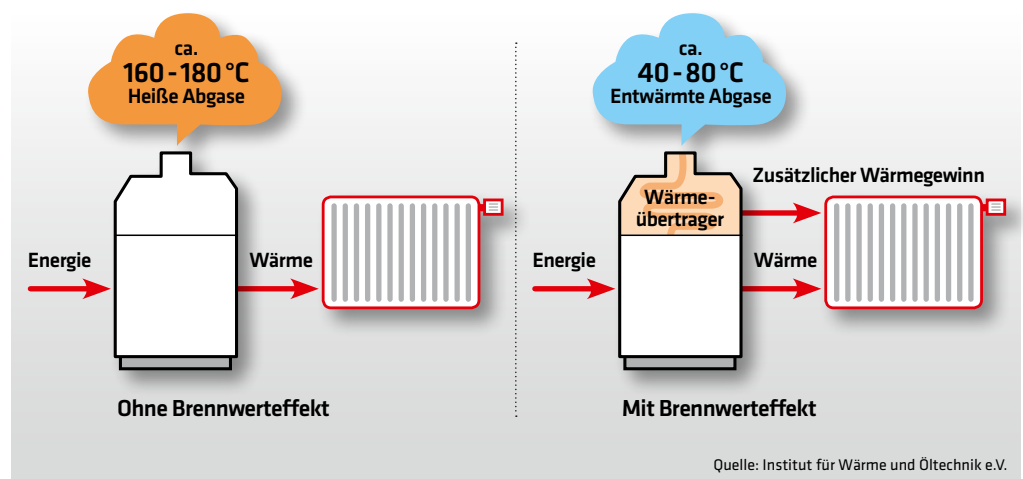 ca.
160 - 180 °C
Heiße Abgase
Energie
Wärme
Ohne Brennwerteffekt
ca.
40 - 80 °C
Entwärmte Abgase
Wärme-
übertrager
Zusätzlicher Wärmegewinn
Energie
Wärme
Mit Brennwerteffekt
Quelle: Institut für Wärme und Öltechnik e.V.